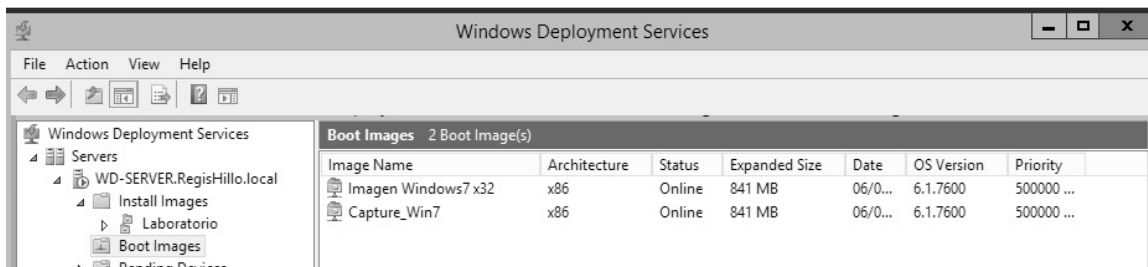 Windows Deployment Services
File Action View Help
Windows Deployment Services
Servers
WD-SERVER.RegisHillo.local
Install Images
Laboratorio
Boot Images
Pending Devices
Boot Images 2 Boot Image(s)
Image Name Architecture Status Expanded Size Date OS Version Priority
Imagen Windows7 x32 x86 Online 841 MB 06/0... 6.1.7600 500000 ...
Capture_Win7 x86 Online 841 MB 06/0... 6.1.7600 500000 ...